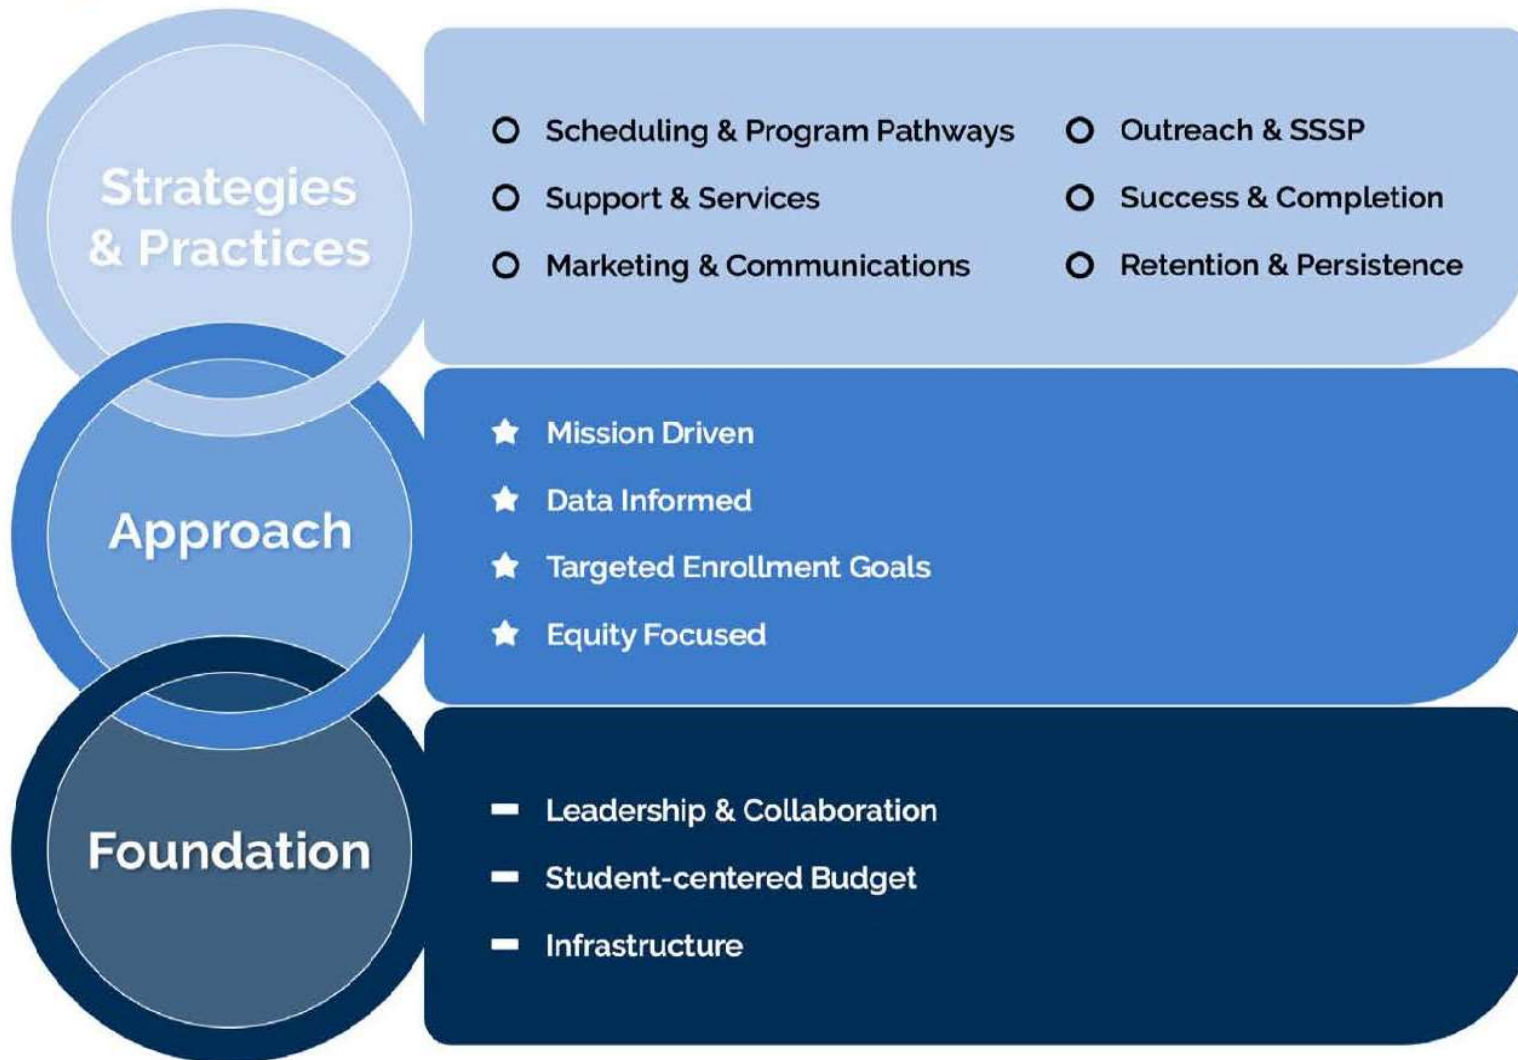 Strategies
& Practices
Scheduling & Program Pathways
Support & Services
Marketing & Communications
Outreach & SSSP
Success & Completion
Retention & Persistence
Approach
Mission Driven
Data Informed
Targeted Enrollment Goals
Equity Focused
Foundation
Leadership & Collaboration
Student-centered Budget
Infrastructure